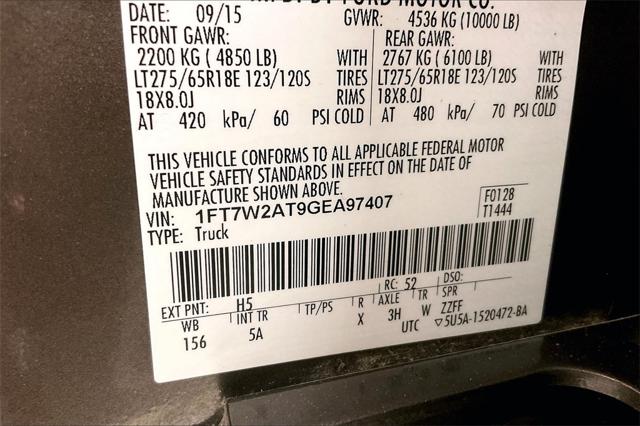 BY FORD MOTOR CO.
DATE: 09/15 GVWR: 4536 KG (10000 LB)
FRONT GAWR: REAR GAWR:
2200 KG ( 4850 LB) WITH 2767 KG ( 6100 LB) WITH
LT275/65R18E 123/120S TIRES LT275/65R18E 123/120S TIRES
18X8.0J RIMS 18X8.0J RIMS
AT 420 kPa/ 60 PSI COLD AT 480 kPa/ 70 PSI COLD
THIS VEHICLE CONFORMS TO ALL APPLICABLE FEDERAL MOTOR
VEHICLE SAFETY STANDARDS IN EFFECT ON THE DATE OF
MANUFACTURE SHOWN ABOVE.
VIN: 1FT7W2AT9GEA97407 F0128
TYPE: Truck T1444
RC: 52 DSO:
EXT PNT: H5
WB INT TR TP/PS R AXLE TR SPR
156 5A X 3H W ZZFF
UTC ▽5U5A-1520472-BA